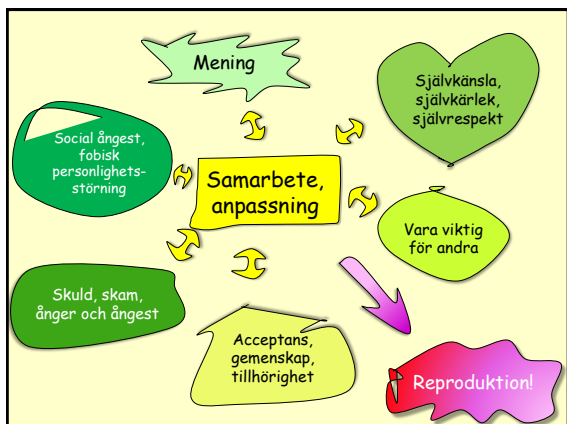 Mening
Självkänsla,
självkärlek,
självrespekt
Social ångest,
fobisk
personlighets-
störning
Samarbete,
anpassning
Vara viktig
för andra
Skuld, skam,
ånger och ångest
Acceptans,
gemenskap,
tillhörighet
Reproduktion!